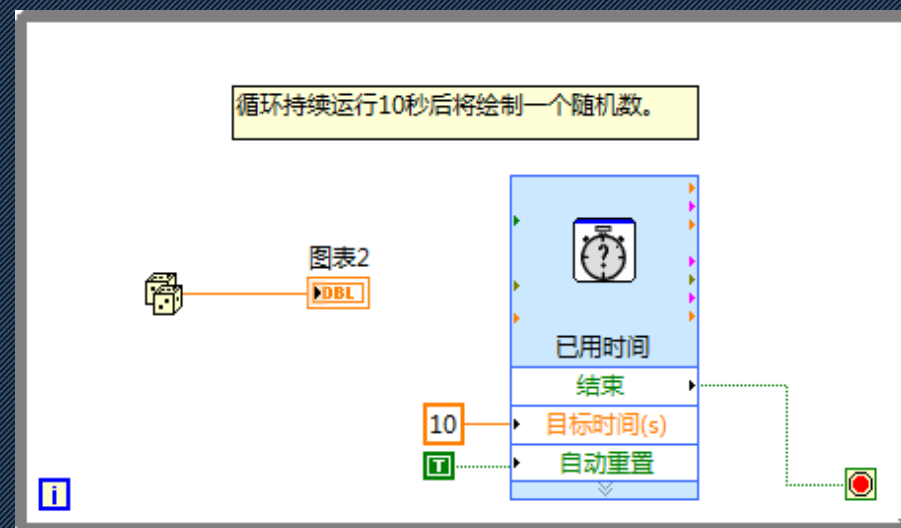 循环持续运行10秒后将绘制一个随机数。
图表2
DBL
?
已用时间
结束
10
目标时间(s)
T
自动重置
i